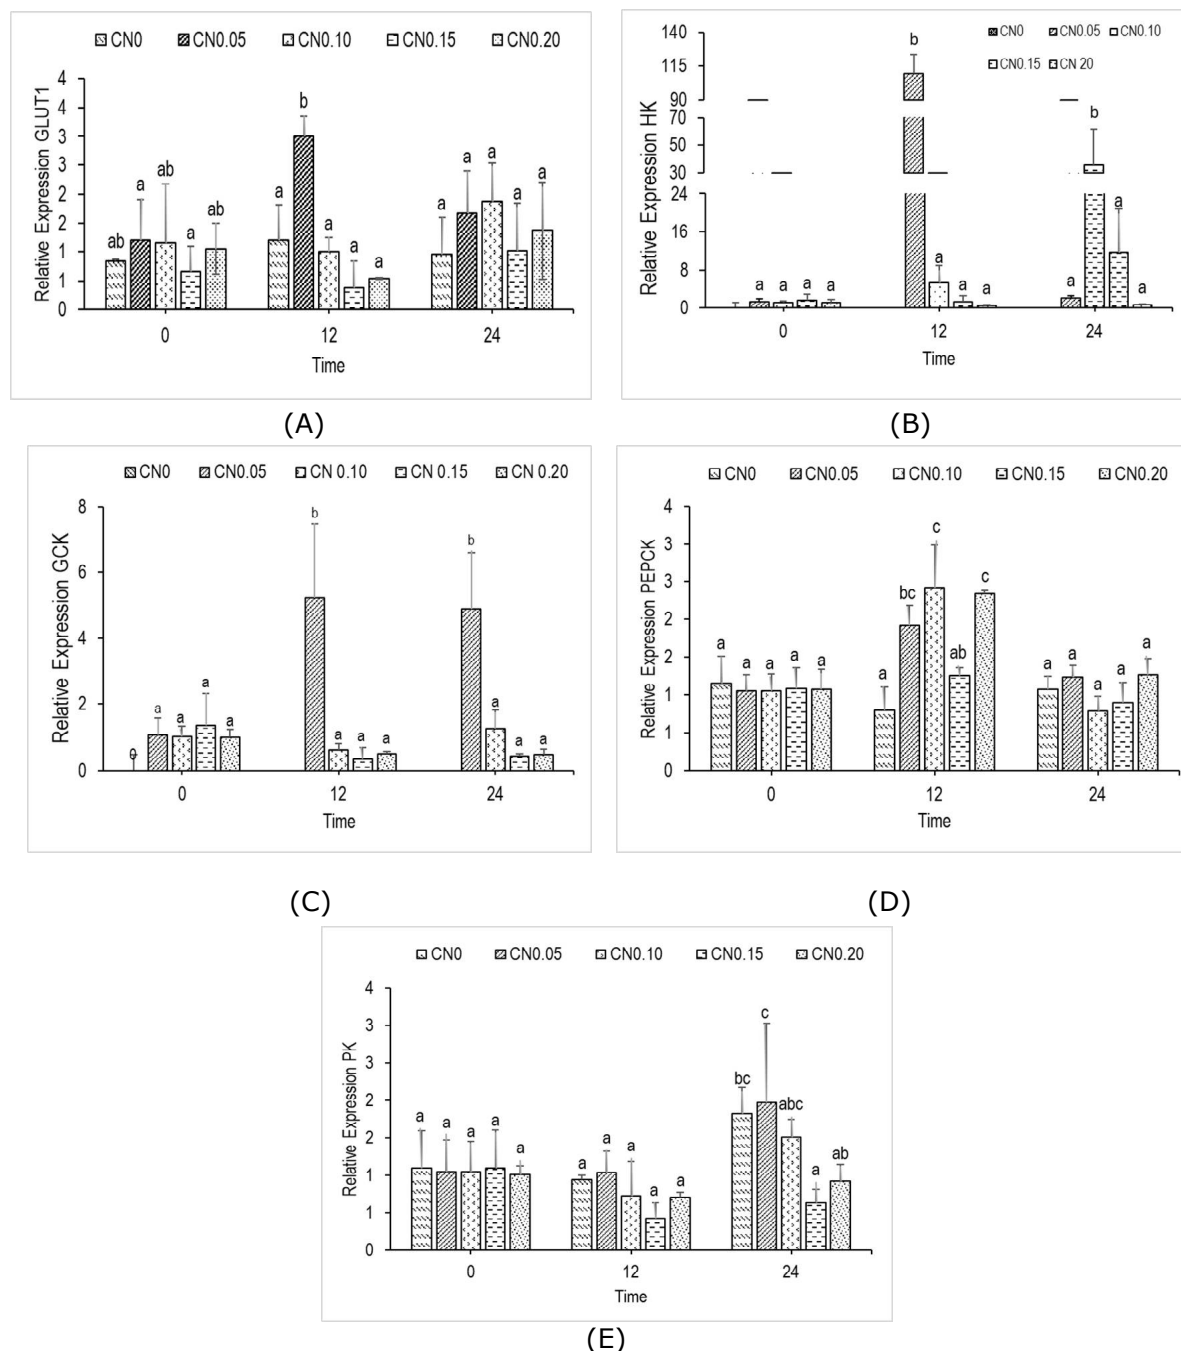 CN0 CN0.05 CN0.10 CN0.15 CN0.20
Relative Expression GLUT1
4
4
3
3
2
2
1
1
0
ab a ab a ab
a b a a a
a a a a a
0 12 24
Time
(A)
CN0 CN0.05 CN0.10
CN0.15 CN 20
Relative Expression HK
140
115
90
70
50
30
24
16
8
0
a a a a
b a a a
a b a a
0 12 24
Time
(B)
CN0 CN0.05 CN 0.10 CN 0.15 CN 0.20
Relative Expression GCK
8
6
4
2
0
0 a a a a
b a a a
b a a a
0 12 24
Time
(C)
CN0 CN0.05 CN0.10 CN0.15 CN0.20
Relative Expression PEPCK
4
3
3
2
2
1
1
0
a a a a a
a bc c ab c
a a a a a
0 12 24
Time
(D)
CN0 CN0.05 CN0.10 CN0.15 CN0.20
Relative Expression PK
4
3
3
2
2
1
1
0
a a a a a
a a a a a
bc c abc a ab
0 12 24
Time
(E)